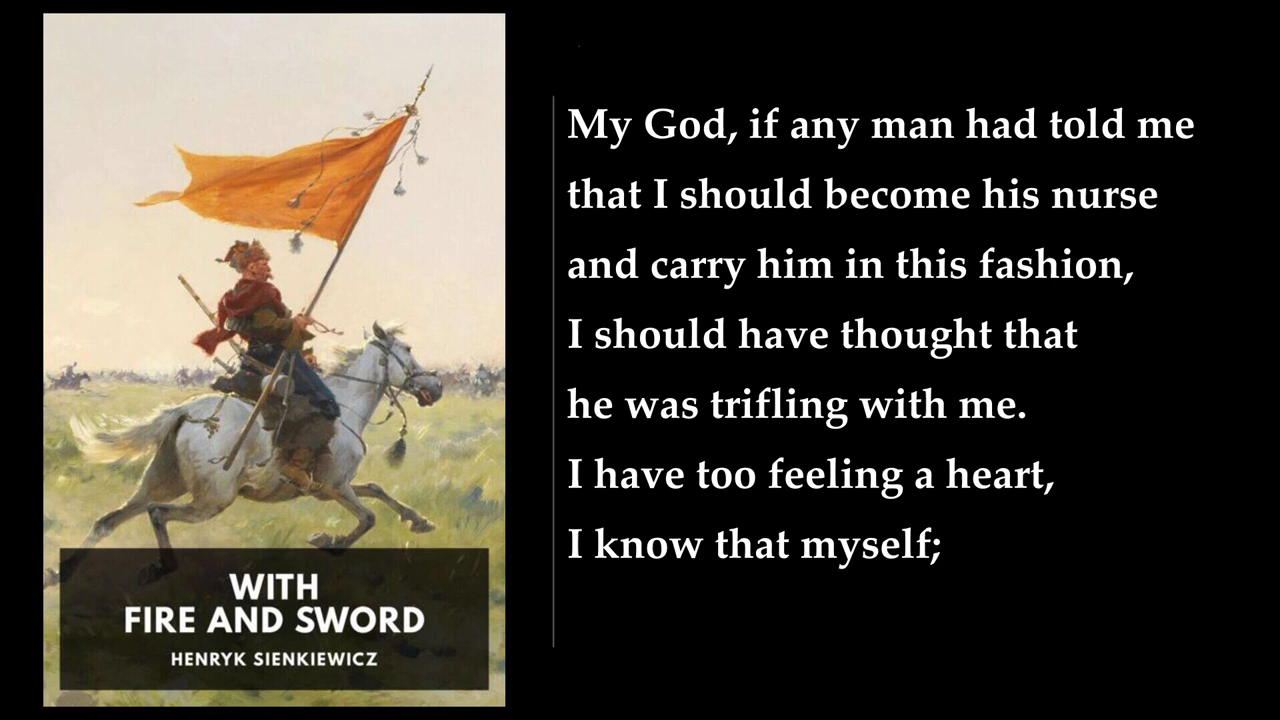 WITH
FIRE AND SWORD
HENRYK SIENKIEWICZ
My God, if any man had told me
that I should become his nurse
and carry him in this fashion,
I should have thought that
he was trifling with me.
I have too feeling a heart,
I know that myself;